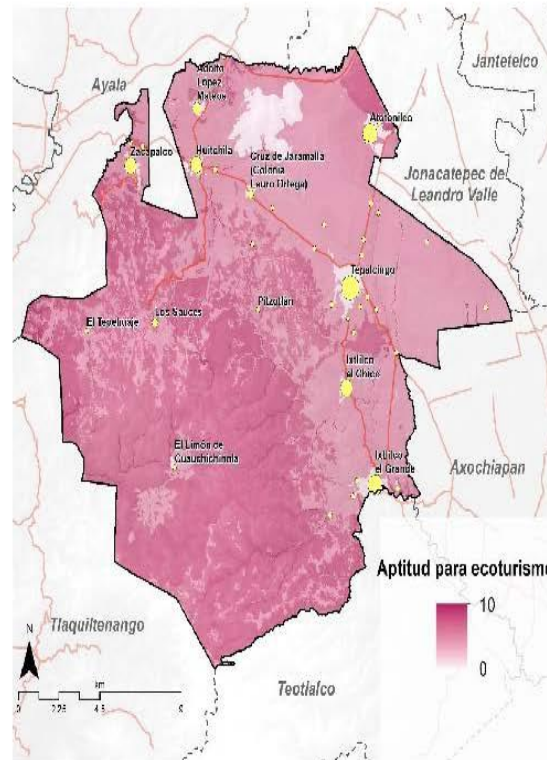 Jantetelco
Ayala
Adolfo
López
Mateos
Atotonilco
Zacapalco
Huitchila
Cruz de Jaramalla
(Colonia
Lauro Ortega)
Jonacatepec de
Leandro Valle
Tepalcingo
Pitzotlán
Los Sauces
El Tepehuaje
Ixtlilco
el Chico
El Limón de
Cuauchichinola
Ixtlilco
el Grande
Axochiapan
Aptitud para ecoturismo
10
0
Tlaquiltenango
N
km
0
2.25
4.5
9
Teotlalco